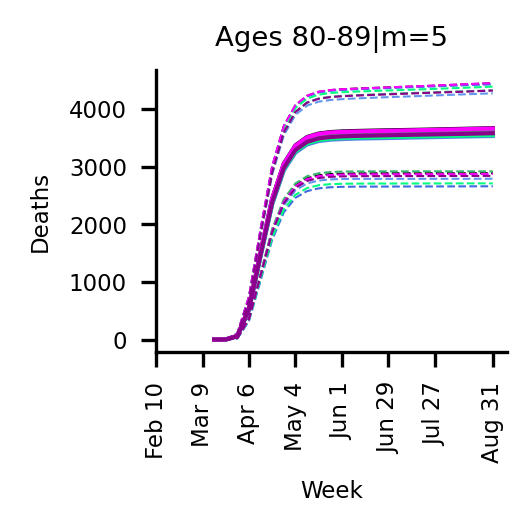 Ages 80-89|m=5
Deaths
4000
3000
2000
1000
0
Feb 10
Mar 9
Apr 6
May 4
Jun 1
Jun 29
Jul 27
Aug 31
Week